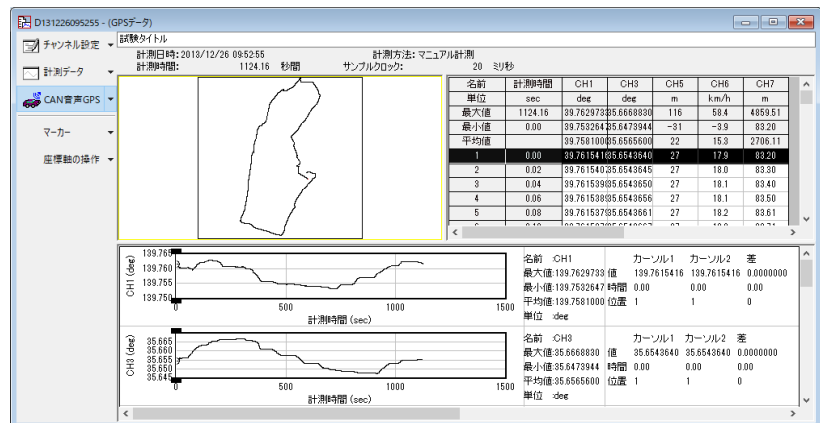 D131226095255 - (GPSデータ)
チャンネル設定
計測データ
CAN音声GPS
マーカー
座標軸の操作
試験タイトル
計測日時：2013/12/26 09:52:55 計測方法：マニュアル計測
計測時間： 1124.16 秒間 サンプルクロック： 20 ミリ秒
名前 計測時間 CH1 CH3 CH5 CH6 CH7
単位 sec deg deg m km/h m
最大値 1124.16 39.7629733 35.6668830 116 58.4 4859.51
最小値 0.00 39.7532647 35.6473944 -31 -3.9 83.20
平均値 39.7581000 35.6565600 22 15.3 2706.11
1 0.00 39.7615416 35.6543640 27 17.9 83.20
2 0.02 39.761540 35.6543645 27 18.0 83.30
3 0.04 39.761539 35.6543650 27 18.1 83.40
4 0.06 39.761538 35.6543656 27 18.1 83.50
5 0.08 39.761537 35.6543661 27 18.2 83.61
CH1 (deg)
139.765
139.760
139.755
139.750
0 500 1000 1500
計測時間 (sec)
名前 :CH1 カーソル1 カーソル2 差
最大値:139.7629733 値 139.7615416 139.7615416 0.0000000
最小値:139.7532647 時間 0.00 0.00 0.00
平均値:139.7581000 位置 1 1 0
単位 :deg
CH3 (deg)
35.665
35.660
35.655
35.650
35.645
0 500 1000 1500
計測時間 (sec)
名前 :CH3 カーソル1 カーソル2 差
最大値:35.6668830 値 35.6543640 35.6543640 0.0000000
最小値:35.6473944 時間 0.00 0.00 0.00
平均値:35.6565600 位置 1 1 0
単位 :deg